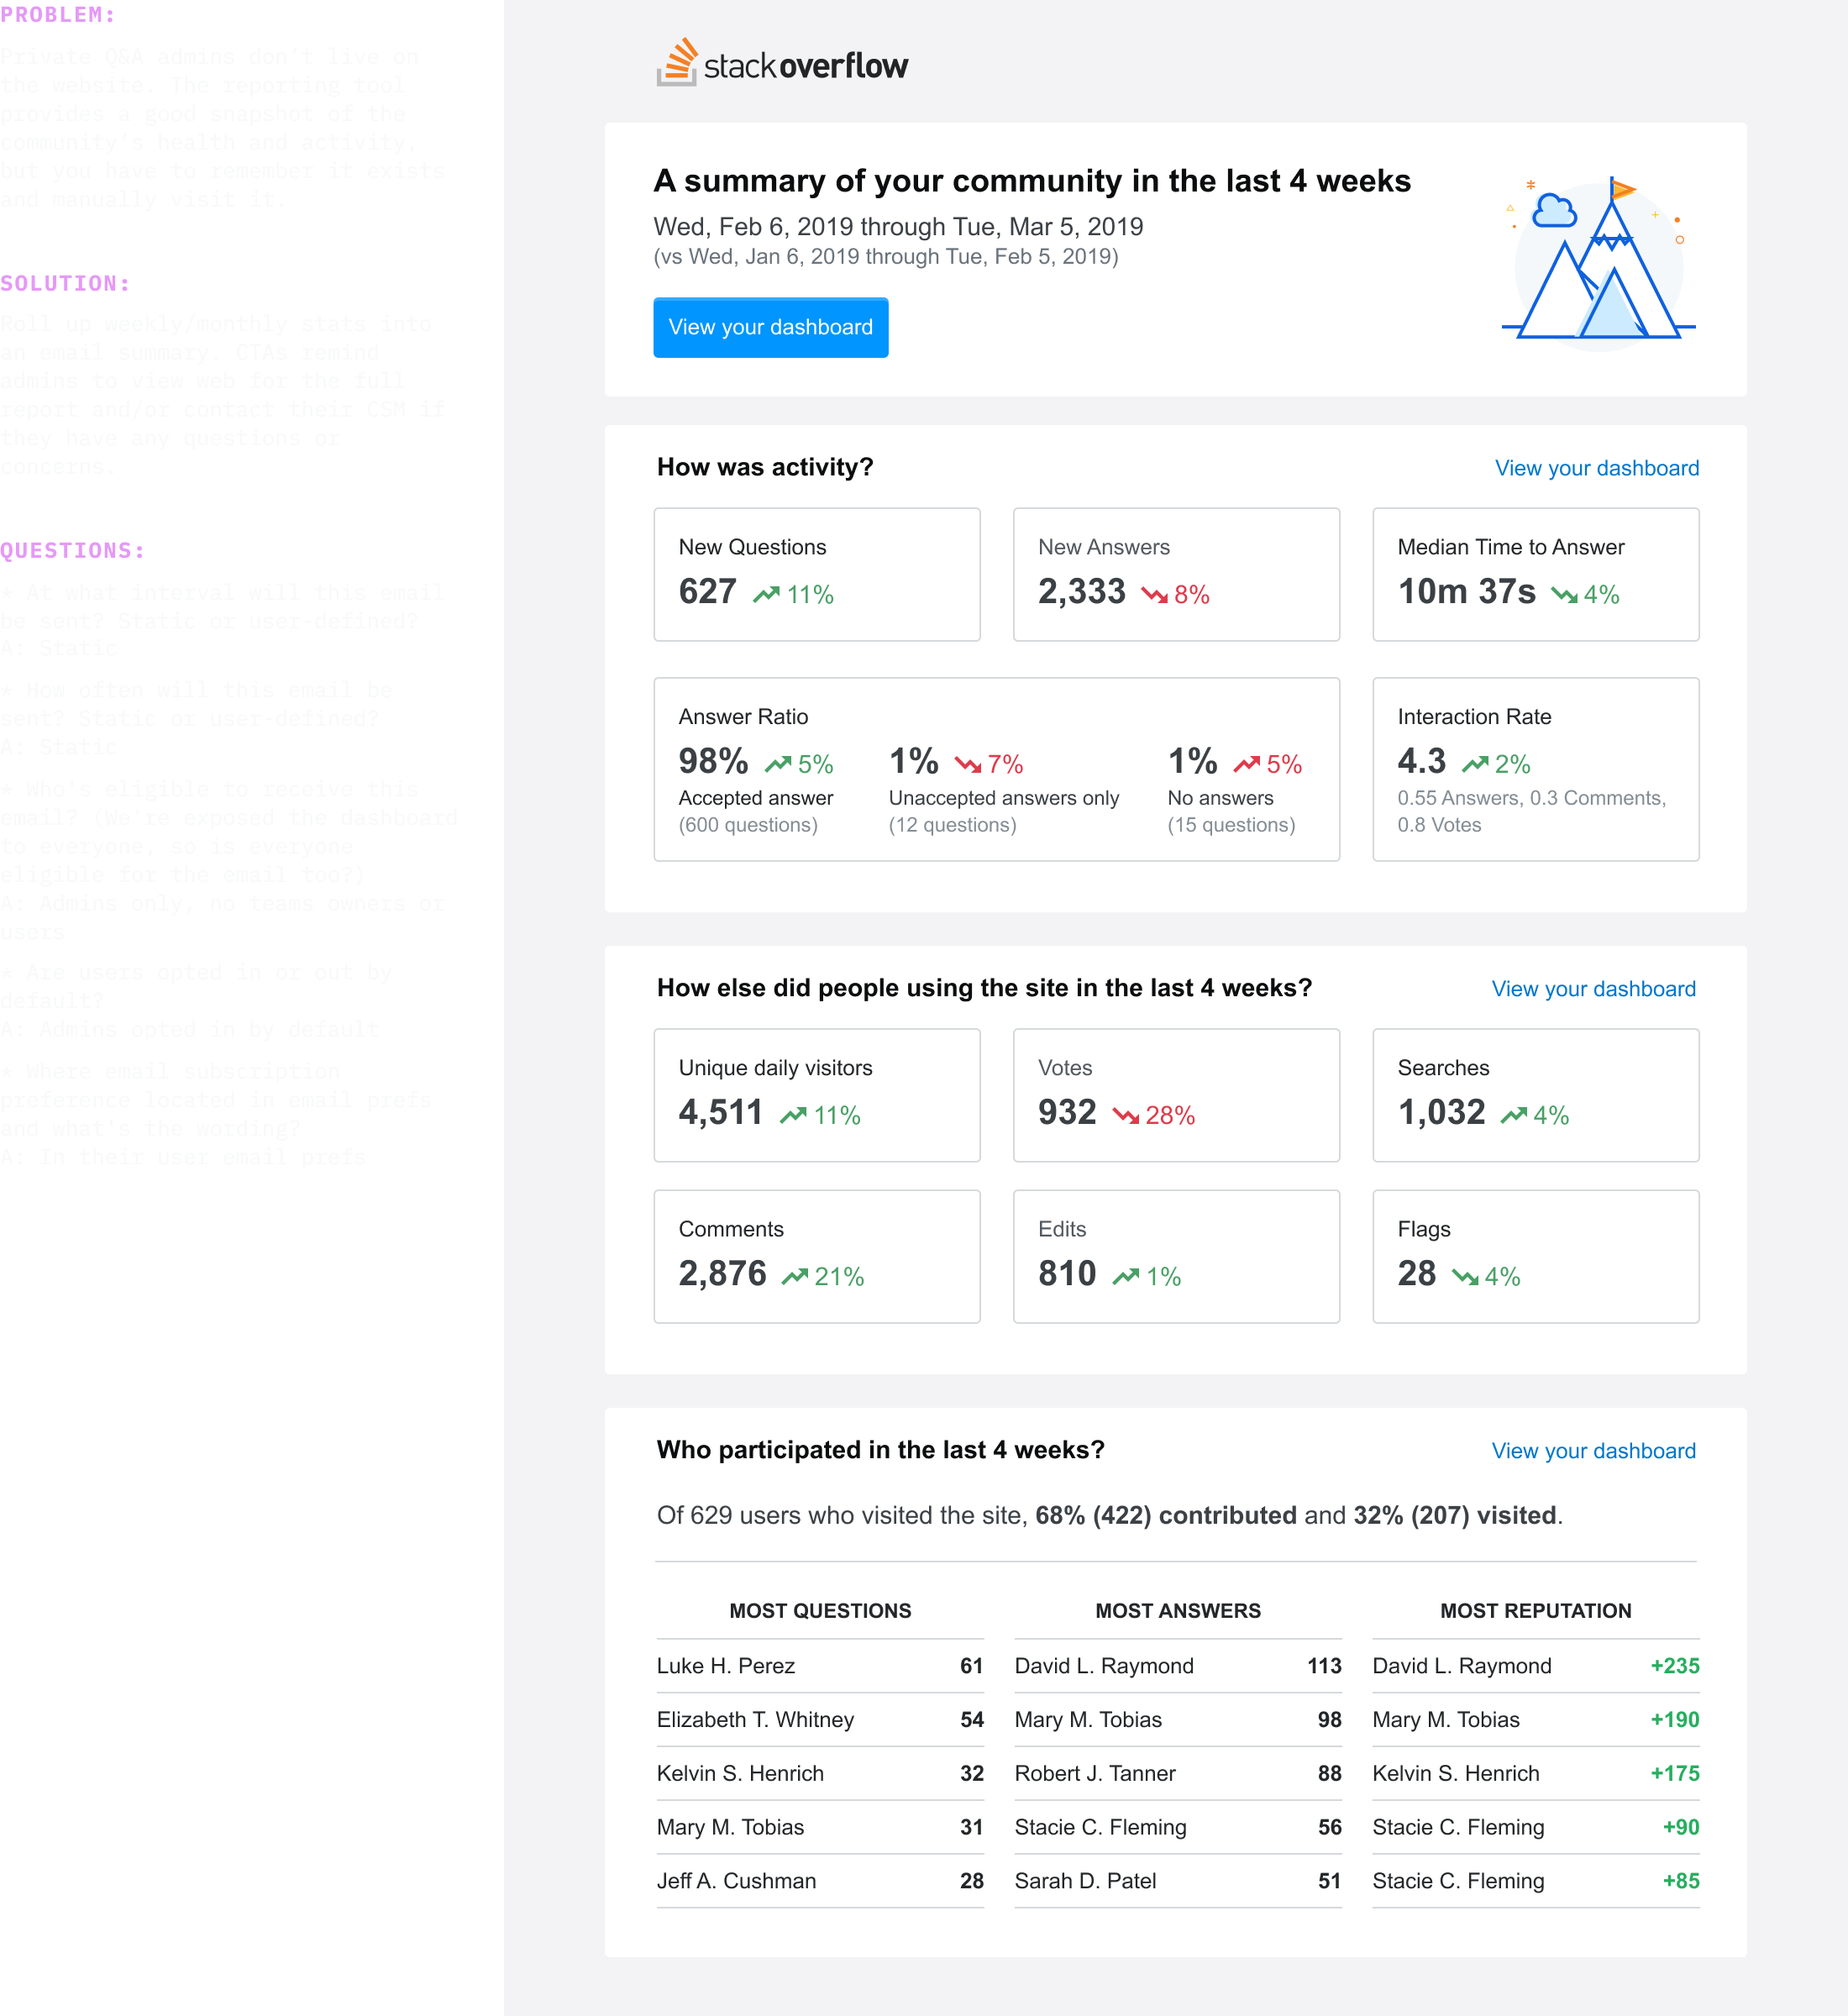 PROBLEM:
Private Q&A admins don't live on
the website. The reporting tool
provides a good snapshot of the
community's health and activity,
but you have to remember it exists
and manually visit it.
SOLUTION:
Roll up weekly/monthly stats into
an email summary. CTAs remind
admins to view web for the full
report and/or contact their CSM if
they have any questions or
concerns.
QUESTIONS:
* At what interval will this email
be sent? Static or user-defined?
A: Static
* How often will this email be
sent? Static or user-defined?
A: Static
* Who's eligible to receive this
email? (We're exposed the dashboard
to everyone, so is everyone
eligible for the email too?)
A: Admins only, no teams owners or
users
* Are users opted in or out by
default?
A: Admins opted in by default
* Where email subscription
preference located in email prefs
and what's the wording?
A: In their user email prefs
stackoverflow
A summary of your community in the last 4 weeks
Wed, Feb 6, 2019 through Tue, Mar 5, 2019
(vs Wed, Jan 6, 2019 through Tue, Feb 5, 2019)
View your dashboard
How was activity?
View your dashboard
New Questions
627 11%
New Answers
2,333 8%
Median Time to Answer
10m 37s 4%
Answer Ratio
98% 5%
Accepted answer
(600 questions)
1% 7%
Unaccepted answers only
(12 questions)
1% 5%
No answers
(15 questions)
Interaction Rate
4.3 2%
0.55 Answers, 0.3 Comments,
0.8 Votes
How else did people using the site in the last 4 weeks?
View your dashboard
Unique daily visitors
4,511 11%
Votes
932 28%
Searches
1,032 4%
Comments
2,876 21%
Edits
810 1%
Flags
28 4%
Who participated in the last 4 weeks?
View your dashboard
Of 629 users who visited the site, 68% (422) contributed and 32% (207) visited.
MOST QUESTIONS
Luke H. Perez 61
Elizabeth T. Whitney 54
Kelvin S. Henrich 32
Mary M. Tobias 31
Jeff A. Cushman 28
MOST ANSWERS
David L. Raymond 113
Mary M. Tobias 98
Robert J. Tanner 88
Stacie C. Fleming 56
Sarah D. Patel 51
MOST REPUTATION
David L. Raymond +235
Mary M. Tobias +190
Kelvin S. Henrich +175
Stacie C. Fleming +90
Stacie C. Fleming +85